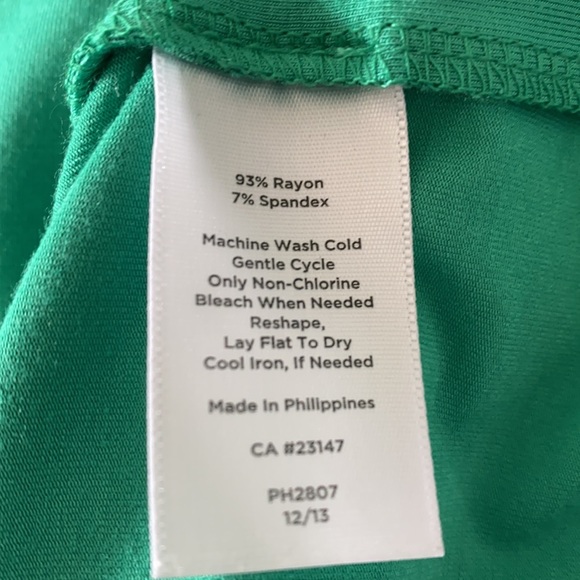 93% Rayon
7% Spandex
Machine Wash Cold
Gentle Cycle
Only Non-Chlorine
Bleach When Needed
Reshape,
Lay Flat To Dry
Cool Iron, If Needed
Made In Philippines
CA #23147
PH2807
12/13